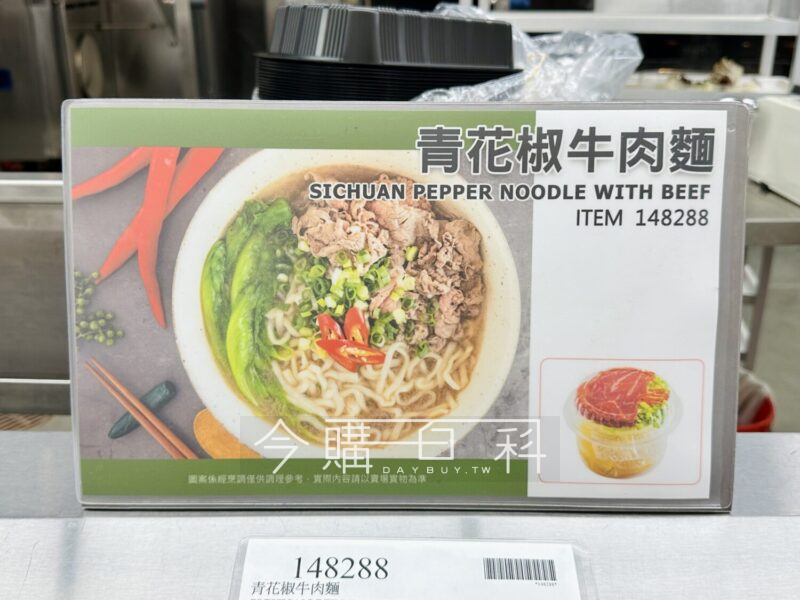 青花椒牛肉麵
SICHUAN PEPPER NOODLE WITH BEEF
ITEM 148288
今購百科
DAYBUY.TW
圖案係經烹調僅供調理參考，實際內容請以賣場實物為準
148288
青花椒牛肉麵